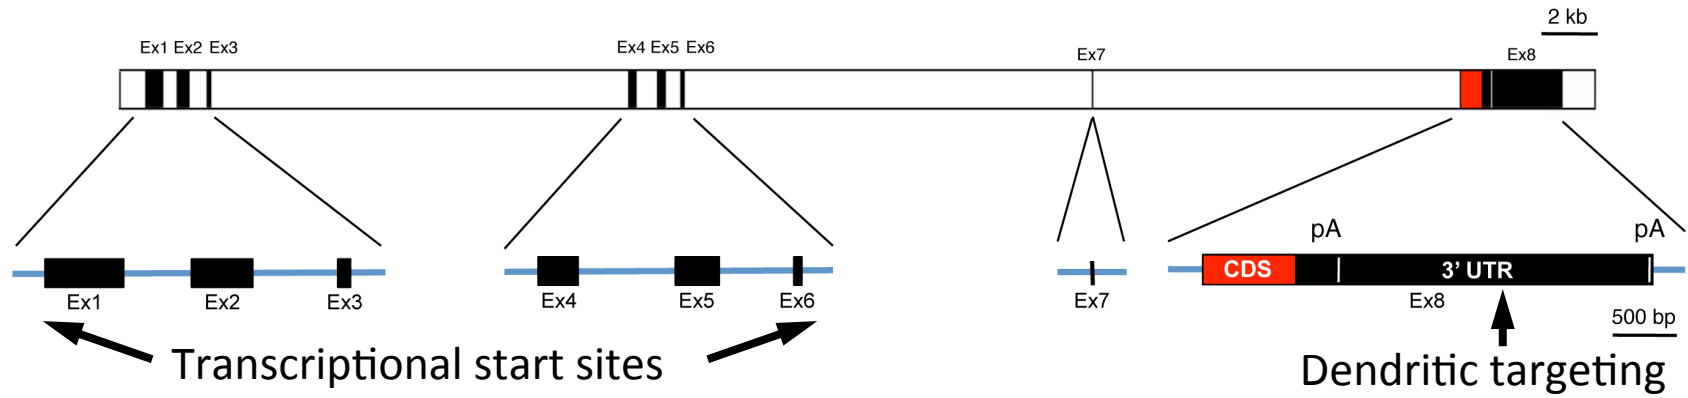 2 kb
Ex1 Ex2 Ex3
Ex4 Ex5 Ex6
Ex7
Ex8
pA
pA
CDS
3’ UTR
Ex1
Ex2
Ex3
Ex4
Ex5
Ex6
Ex7
Ex8
500 bp
Transcriptional start sites
Dendritic targeting